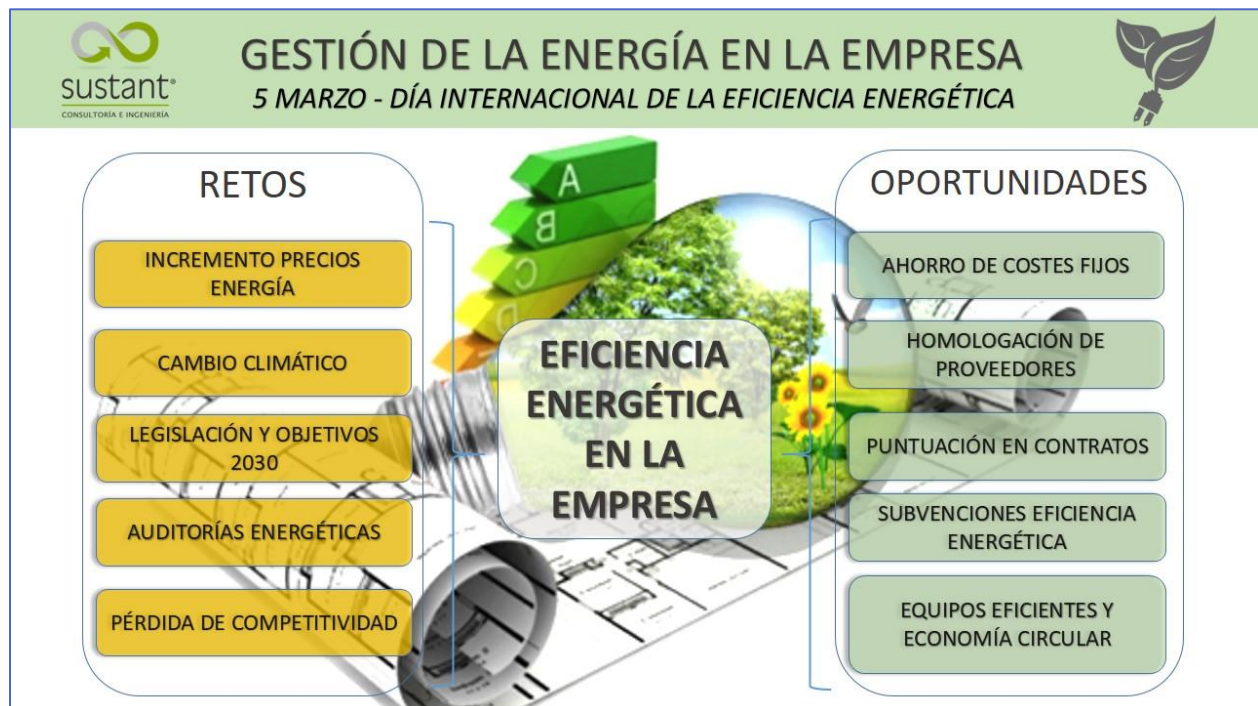 sustant®
CONSULTORÍA E INGENIERÍA
GESTIÓN DE LA ENERGÍA EN LA EMPRESA
5 MARZO - DÍA INTERNACIONAL DE LA EFICIENCIA ENERGÉTICA
RETOS
INCREMENTO PRECIOS
ENERGÍA
CAMBIO CLIMÁTICO
LEGISLACIÓN Y OBJETIVOS
2030
AUDITORÍAS ENERGÉTICAS
PÉRDIDA DE COMPETITIVIDAD
A
B
C
D
EFICIENCIA
ENERGÉTICA
EN LA
EMPRESA
OPORTUNIDADES
AHORRO DE COSTES FIJOS
HOMOLOGACIÓN DE
PROVEEDORES
PUNTUACIÓN EN CONTRATOS
SUBVENCIONES EFICIENCIA
ENERGÉTICA
EQUIPOS EFICIENTES Y
ECONOMÍA CIRCULAR